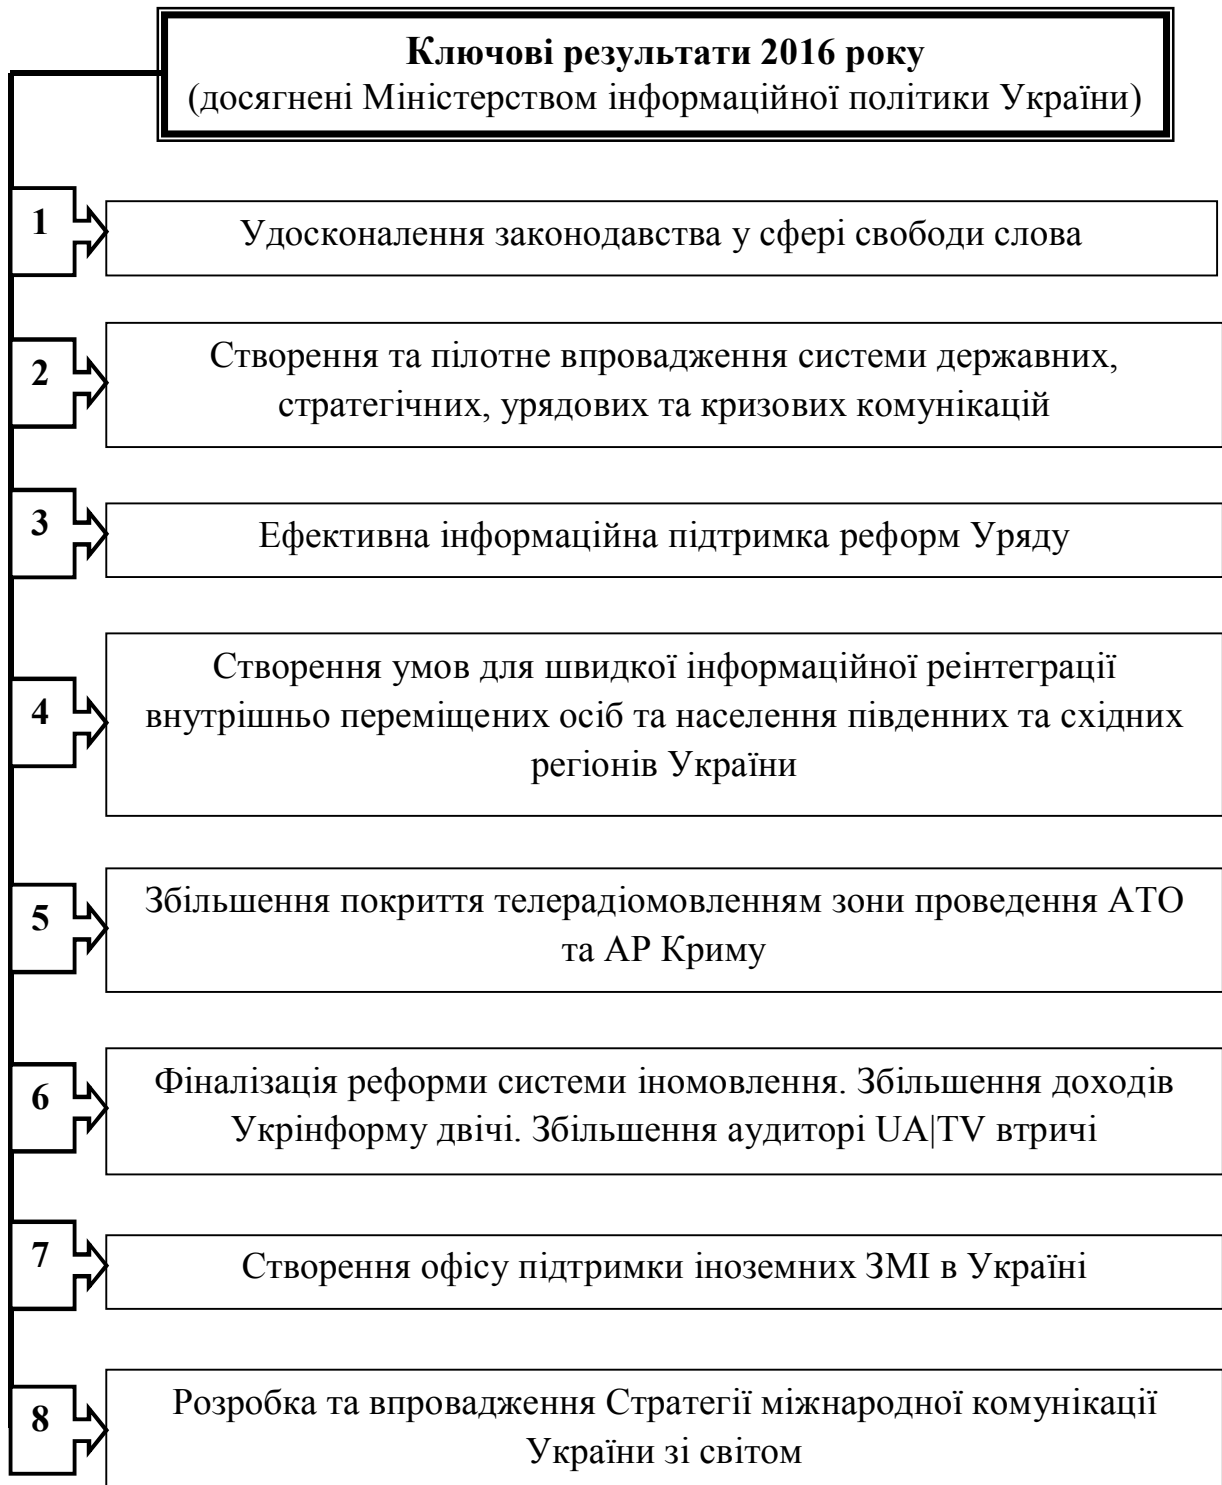 Ключові результати 2016 року
(досягнені Міністерством інформаційної політики України)
1
Удосконалення законодавства у сфері свободи слова
2
Створення та пілотне впровадження системи державних,
стратегічних, урядових та кризових комунікацій
3
Ефективна інформаційна підтримка реформ Уряду
4
Створення умов для швидкої інформаційної реінтеграції
внутрішньо переміщених осіб та населення південних та східних
регіонів України
5
Збільшення покриття телерадіомовленням зони проведення АТО
та АР Криму
6
Фіналізація реформи системи іномовлення. Збільшення доходів
Укрінформу двічі. Збільшення аудиторі UA|TV втричі
7
Створення офісу підтримки іноземних ЗМІ в Україні
8
Розробка та впровадження Стратегії міжнародної комунікації
України зі світом